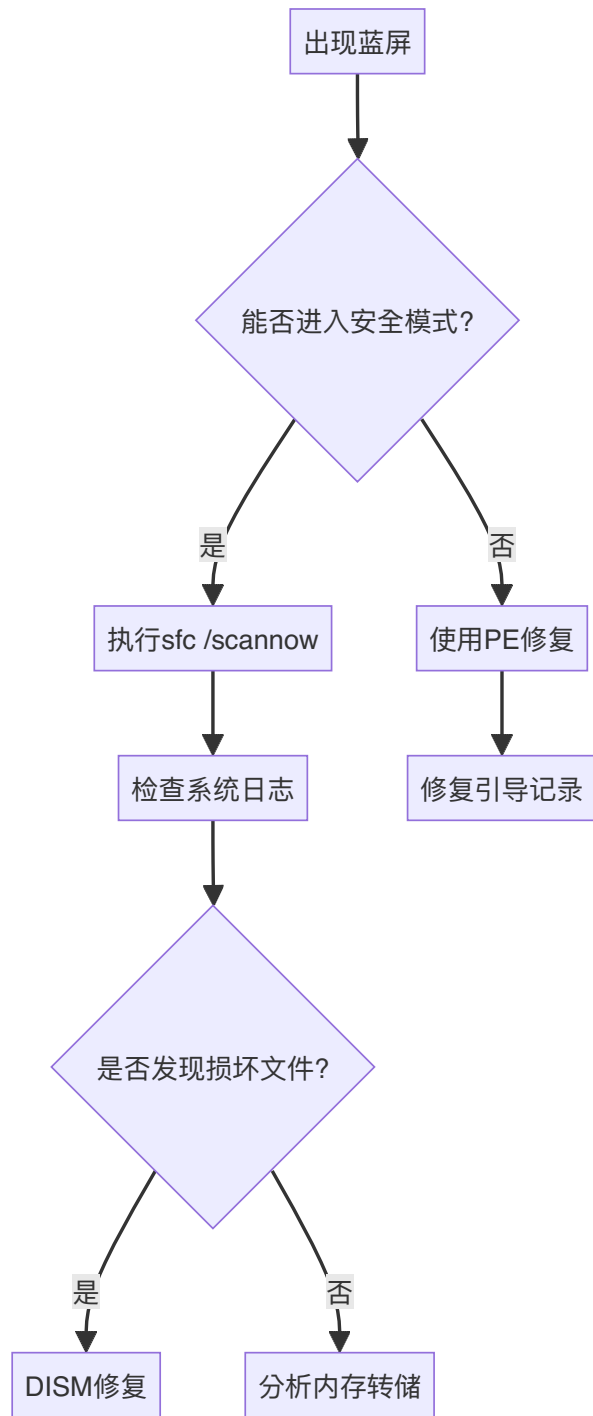 出现蓝屏
能否进入安全模式?
是
否
执行sfc /scannow
使用PE修复
检查系统日志
修复引导记录
是否发现损坏文件?
是
否
DISM修复
分析内存转储